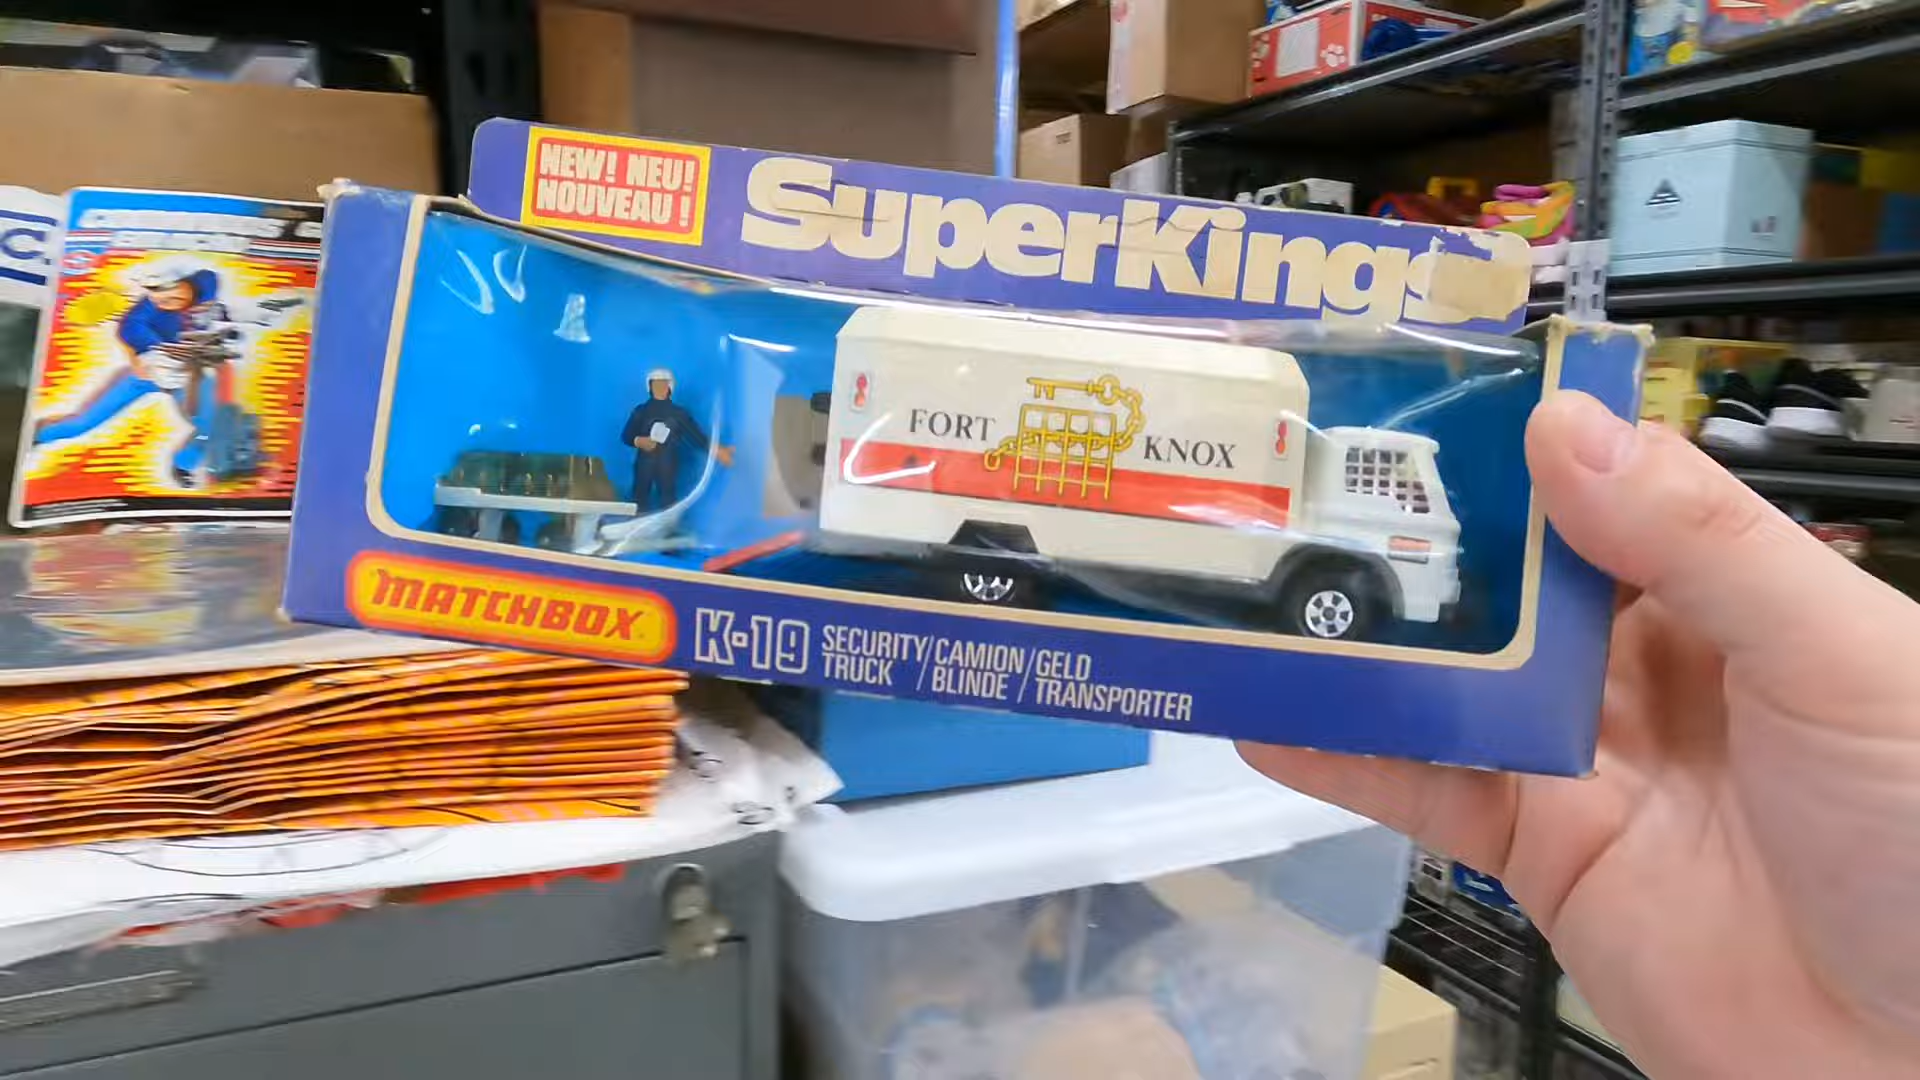 NEW! NEU!
NOUVEAU!
SuperKings
FORT KNOX
MATCHBOX
K-19
SECURITY/CAMION/GELD
TRUCK /BLINDE /TRANSPORTER